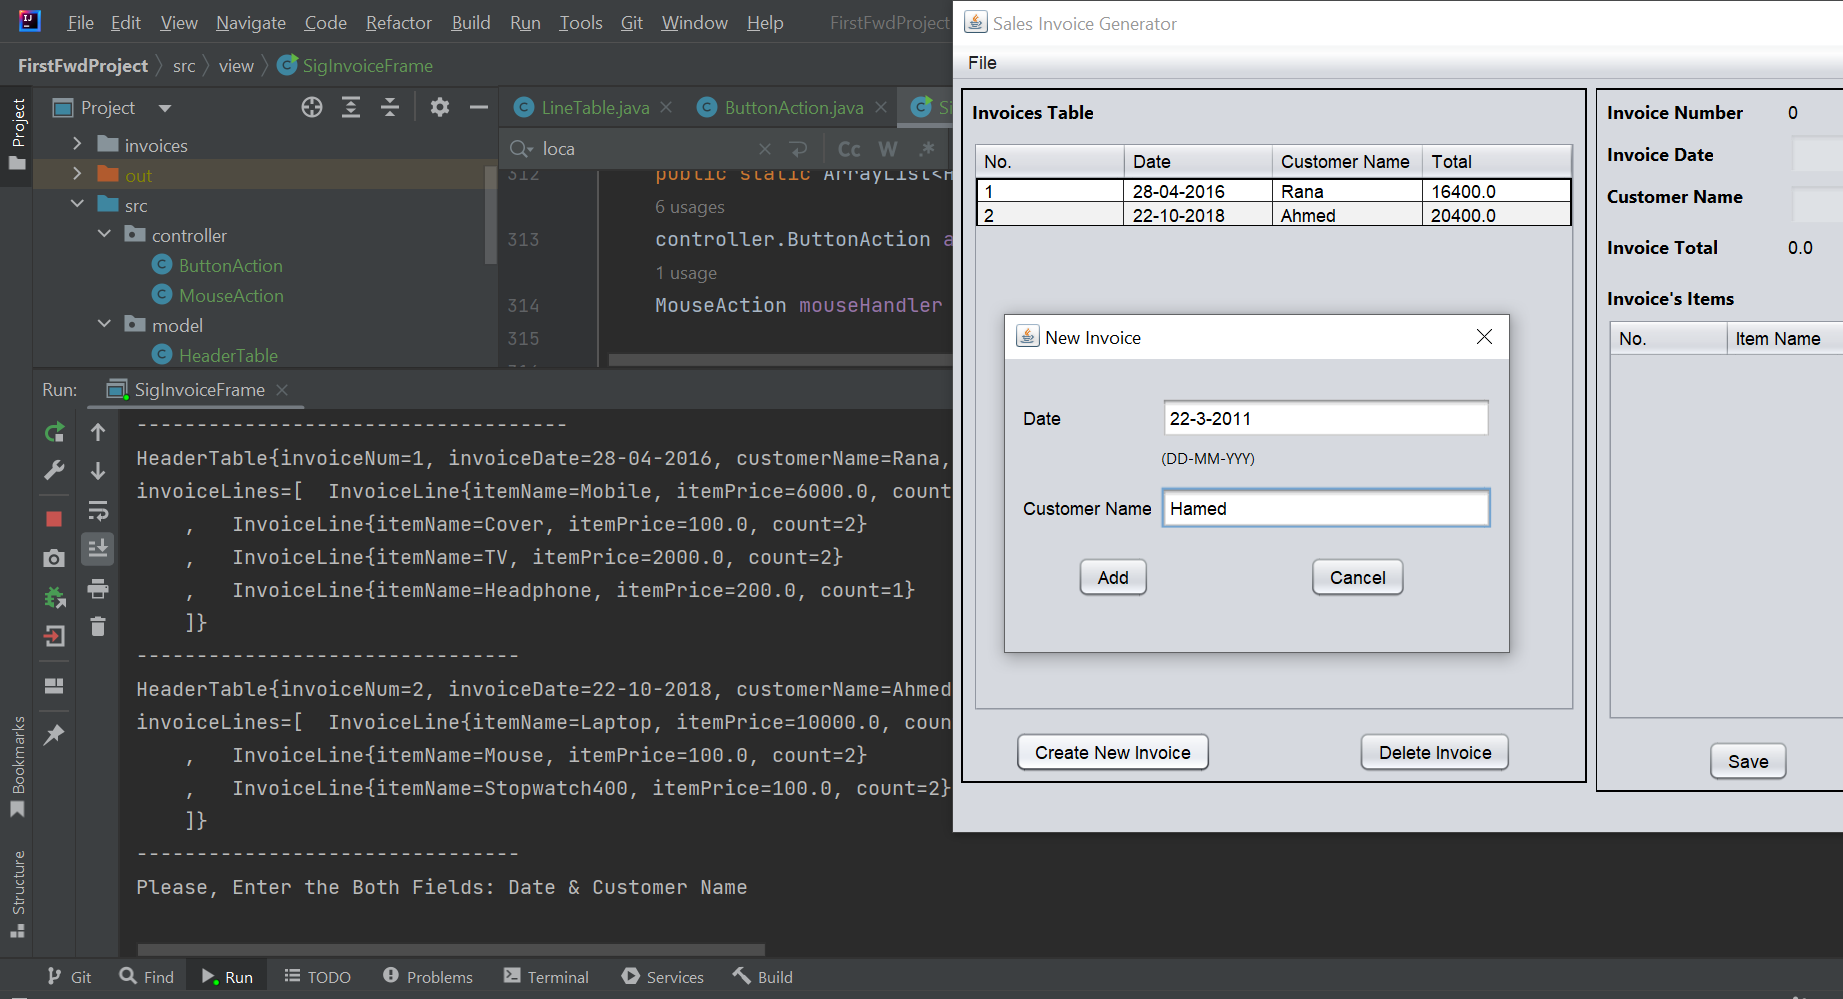 File Edit View Navigate Code Refactor Build Run Tools Git Window Help FirstFwdProject
FirstFwdProject src view SigInvoiceFrame
Project
Project
LineTable.java ButtonAction.java
invoices
out
src
controller
ButtonAction
MouseAction
model
HeaderTable
loca
Cc W .*
312 public static ArrayList<H
6 usages
313 controller.ButtonAction a
1 usage
314 MouseAction mouseHandler
315
Run: SigInvoiceFrame
------------------------------------
HeaderTable{invoiceNum=1, invoiceDate=28-04-2016, customerName=Rana,
invoiceLines=[ InvoiceLine{itemName=Mobile, itemPrice=6000.0, count
, InvoiceLine{itemName=Cover, itemPrice=100.0, count=2}
, InvoiceLine{itemName=TV, itemPrice=2000.0, count=2}
, InvoiceLine{itemName=Headphone, itemPrice=200.0, count=1}
]}
--------------------------------
HeaderTable{invoiceNum=2, invoiceDate=22-10-2018, customerName=Ahmed
invoiceLines=[ InvoiceLine{itemName=Laptop, itemPrice=10000.0, coun
, InvoiceLine{itemName=Mouse, itemPrice=100.0, count=2}
, InvoiceLine{itemName=Stopwatch400, itemPrice=100.0, count=2}
]}
--------------------------------
Please, Enter the Both Fields: Date & Customer Name
Bookmarks
Structure
Git Find Run TODO Problems Terminal Services Build
Sales Invoice Generator
File
Invoices Table
No. Date Customer Name Total
1 28-04-2016 Rana 16400.0
2 22-10-2018 Ahmed 20400.0
New Invoice
Date 22-3-2011
(DD-MM-YYY)
Customer Name Hamed
Add Cancel
Create New Invoice Delete Invoice
Invoice Number 0
Invoice Date
Customer Name
Invoice Total 0.0
Invoice's Items
No. Item Name
Save